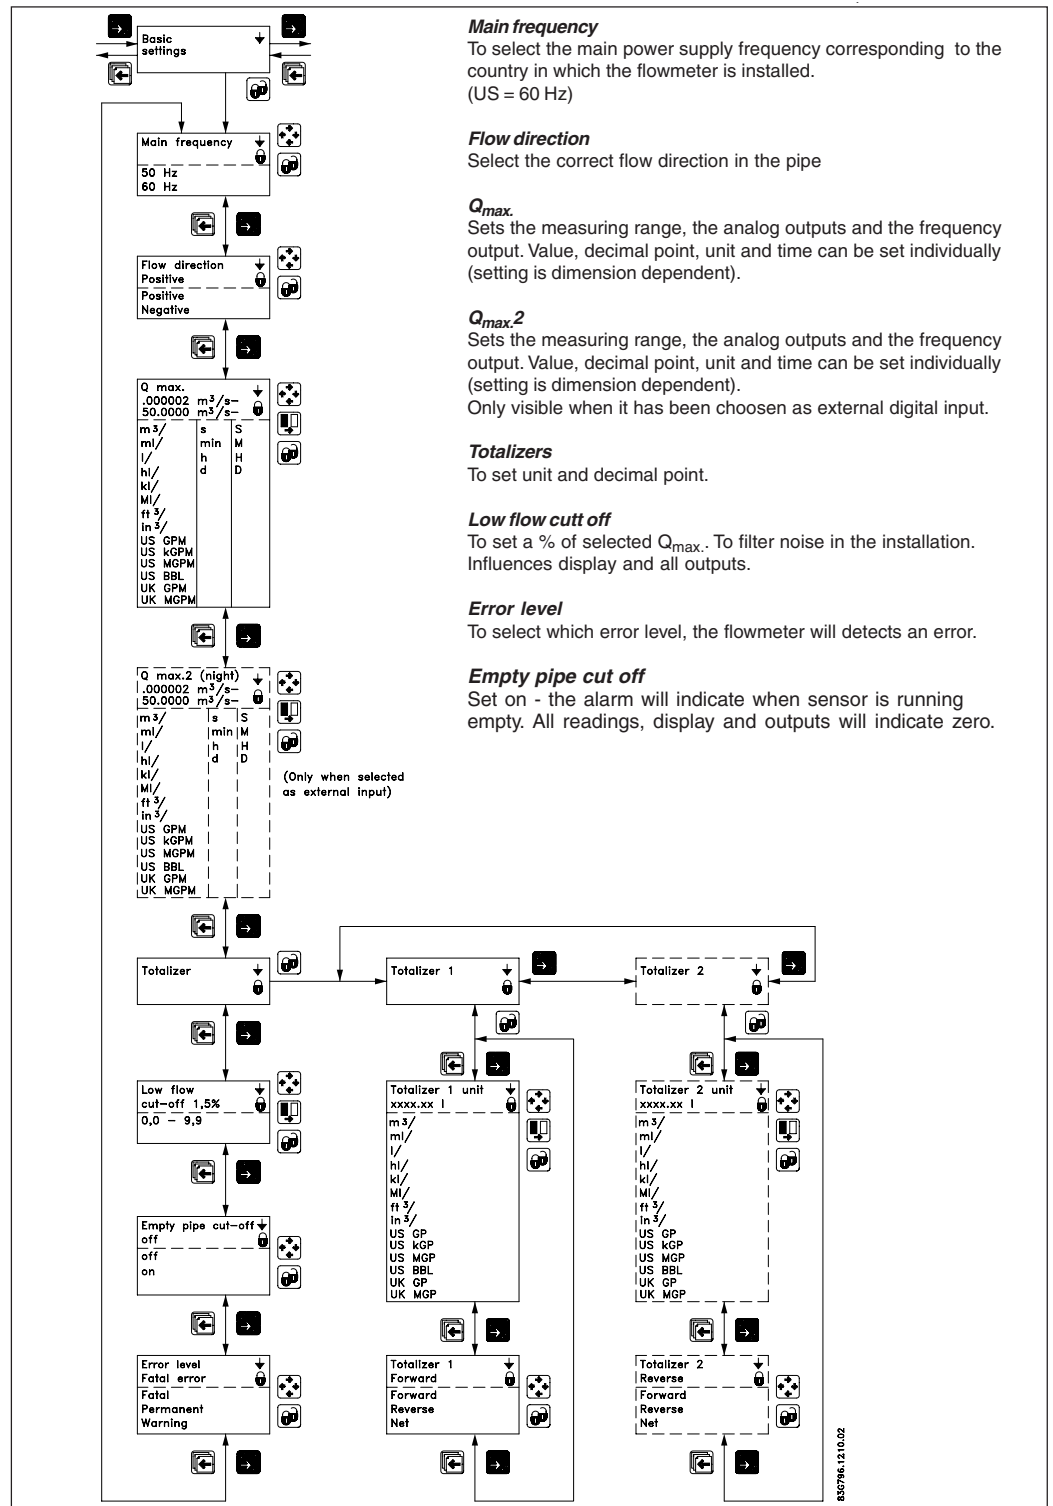 Basic
settings
Main frequency
50 Hz
60 Hz
Flow direction
Positive
Positive
Negative
Q max.
.000002 m³/s–
50.0000 m³/s–
m³/ s S
ml/ min M
l/ h H
hl/ d D
kl/
Ml/
ft³/
in³/
US GPM
US kGPM
US MGPM
US BBL
UK GPM
UK MGPM
Q max.2 (night)
.000002 m³/s–
50.0000 m³/s–
m³/ s S
ml/ min M
l/ h H
hl/ d D
kl/
Ml/
ft³/
in³/
US GPM
US kGPM
US MGPM
US BBL
UK GPM
UK MGPM
(Only when selected
as external input)
Totalizer
Low flow
cut–off 1,5%
0,0 – 9,9
Empty pipe cut–off
off
off
on
Error level
Fatal error
Fatal
Permanent
Warning
Totalizer 1
Totalizer 1 unit
xxxx.xx l
m³/
ml/
l/
hl/
kl/
Ml/
ft³/
in³/
US GP
US kGP
US MGP
US BBL
UK GP
UK MGP
Totalizer 1
Forward
Forward
Reverse
Net
Totalizer 2
Totalizer 2 unit
xxxx.xx l
m³/
ml/
l/
hl/
kl/
Ml/
ft³/
in³/
US GP
US kGP
US MGP
US BBL
UK GP
UK MGP
Totalizer 2
Reverse
Forward
Reverse
Net
83G796.1210.02
Main frequency
To select the main power supply frequency corresponding to the
country in which the flowmeter is installed.
(US = 60 Hz)
Flow direction
Select the correct flow direction in the pipe
Qmax.
Sets the measuring range, the analog outputs and the frequency
output. Value, decimal point, unit and time can be set individually
(setting is dimension dependent).
Qmax.2
Sets the measuring range, the analog outputs and the frequency
output. Value, decimal point, unit and time can be set individually
(setting is dimension dependent).
Only visible when it has been choosen as external digital input.
Totalizers
To set unit and decimal point.
Low flow cutt off
To set a % of selected Qmax.. To filter noise in the installation.
Influences display and all outputs.
Error level
To select which error level, the flowmeter will detects an error.
Empty pipe cut off
Set on - the alarm will indicate when sensor is running
empty. All readings, display and outputs will indicate zero.